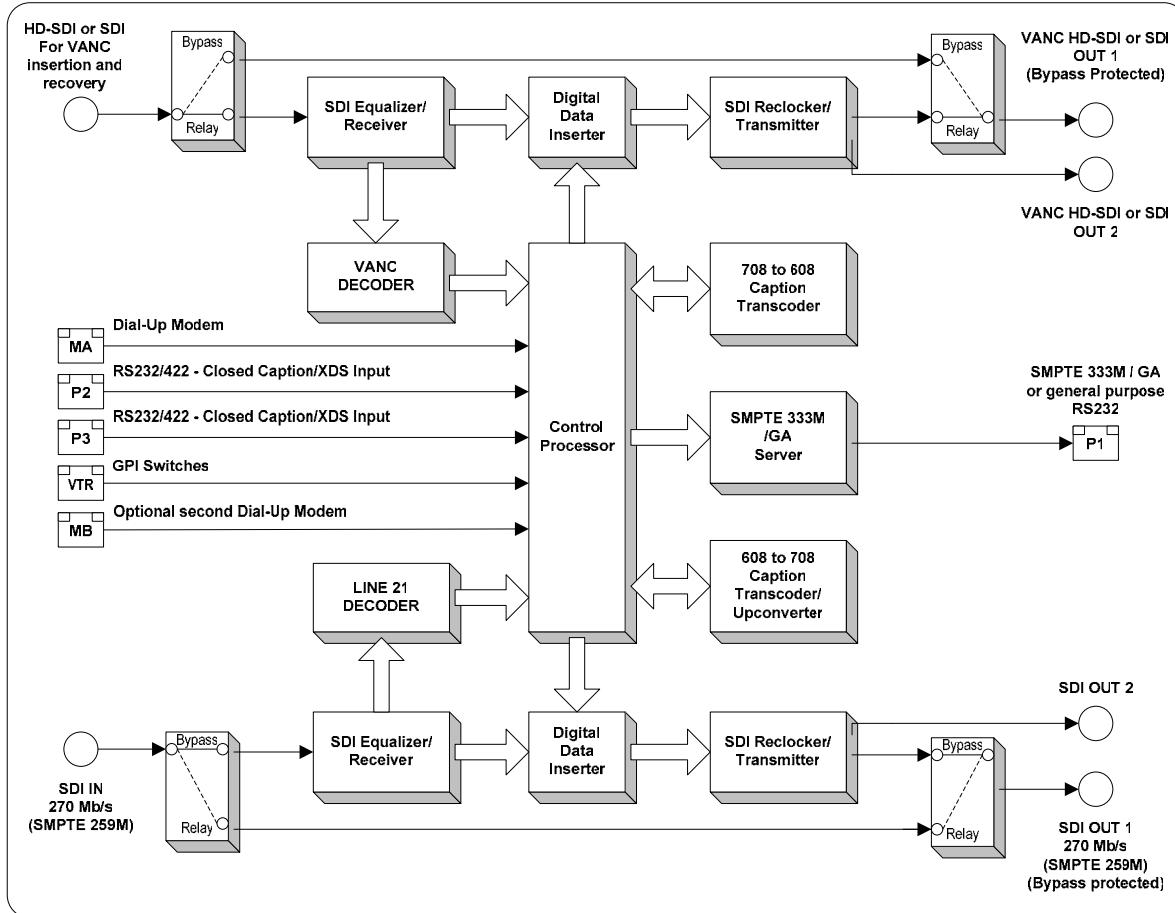 HD-SDI or SDI
For VANC
insertion and
recovery
Bypass
Relay
SDI Equalizer/
Receiver
Digital
Data
Inserter
SDI Reclocker/
Transmitter
Bypass
Relay
VANC HD-SDI or SDI
OUT 1
(Bypass Protected)
VANC HD-SDI or SDI
OUT 2
VANC
DECODER
Control
Processor
708 to 608
Caption
Transcoder
MA
Dial-Up Modem
P2
RS232/422 - Closed Caption/XDS Input
P3
RS232/422 - Closed Caption/XDS Input
VTR
GPI Switches
MB
Optional second Dial-Up Modem
SMPTE 333M
/GA
Server
SMPTE 333M / GA
or general purpose
RS232
P1
LINE 21
DECODER
608 to 708
Caption
Transcoder/
Upconverter
SDI IN
270 Mb/s
(SMPTE 259M)
Bypass
Relay
SDI Equalizer/
Receiver
Digital
Data
Inserter
SDI Reclocker/
Transmitter
Bypass
Relay
SDI OUT 2
SDI OUT 1
270 Mb/s
(SMPTE 259M)
(Bypass protected)